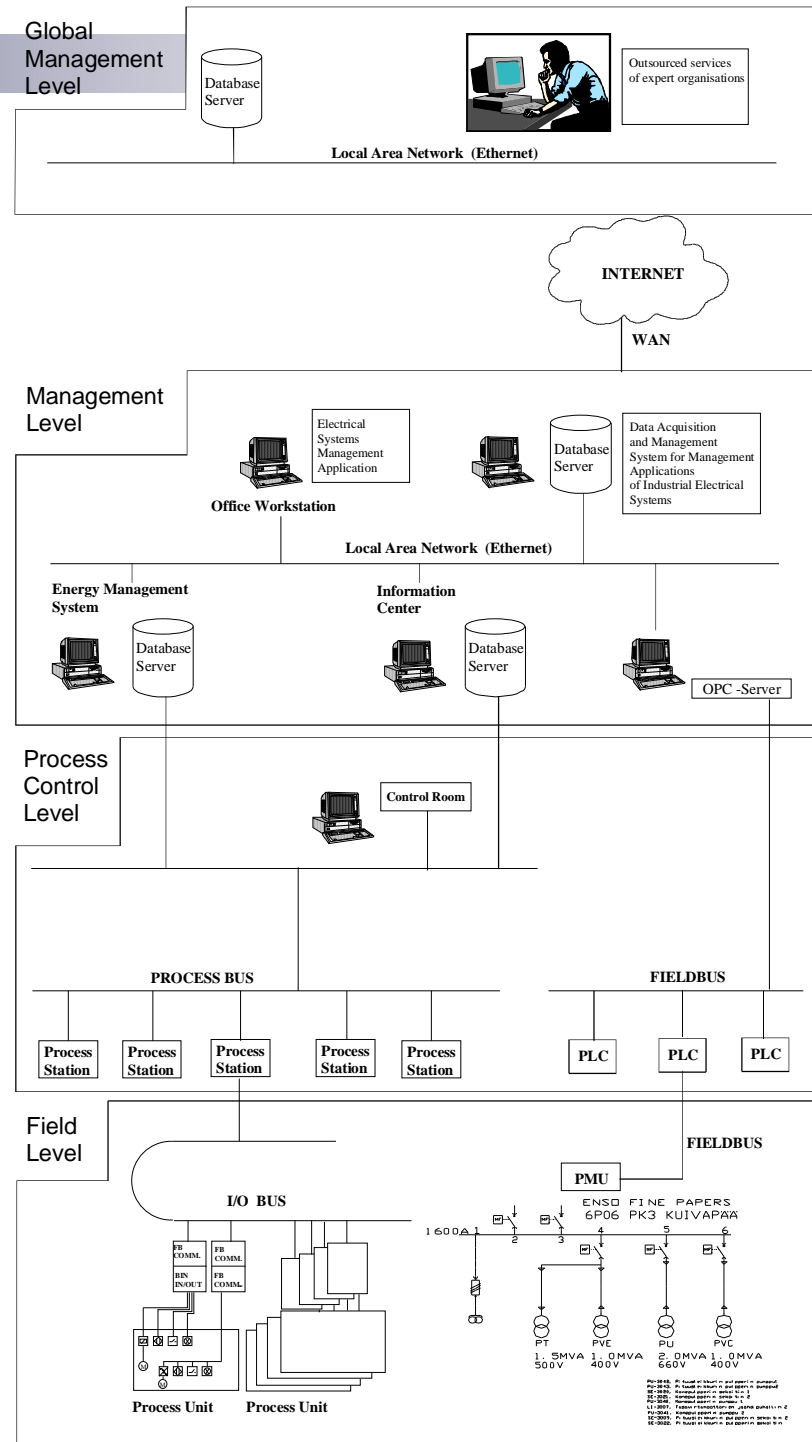 Global
Management
Level
Database
Server
Outsourced services
of expert organisations
Local Area Network (Ethernet)
INTERNET
WAN
Management
Level
Electrical
Systems
Management
Application
Office Workstation
Database
Server
Data Acquisition
and Management
System for Management
Applications
of Industrial Electrical
Systems
Local Area Network (Ethernet)
Energy Management
System
Database
Server
Information
Center
Database
Server
OPC -Server
Process
Control
Level
Control Room
PROCESS BUS
FIELDBUS
Process
Station
Process
Station
Process
Station
Process
Station
Process
Station
PLC
PLC
PLC
Field
Level
FIELDBUS
PMU
I/O BUS
ENSO FINE PAPERS
6P06 PK3 KUIVAPÄÄ
1600A 1
2
3
4
5
6
FB
COMM.
BIN
IN/OUT
FB
COMM.
FB
COMM.
M
M
PT
1.5MVA
500V
PVE
1.0MVA
400V
PU
2.0MVA
660V
PVC
1.0MVA
400V
Process Unit
Process Unit